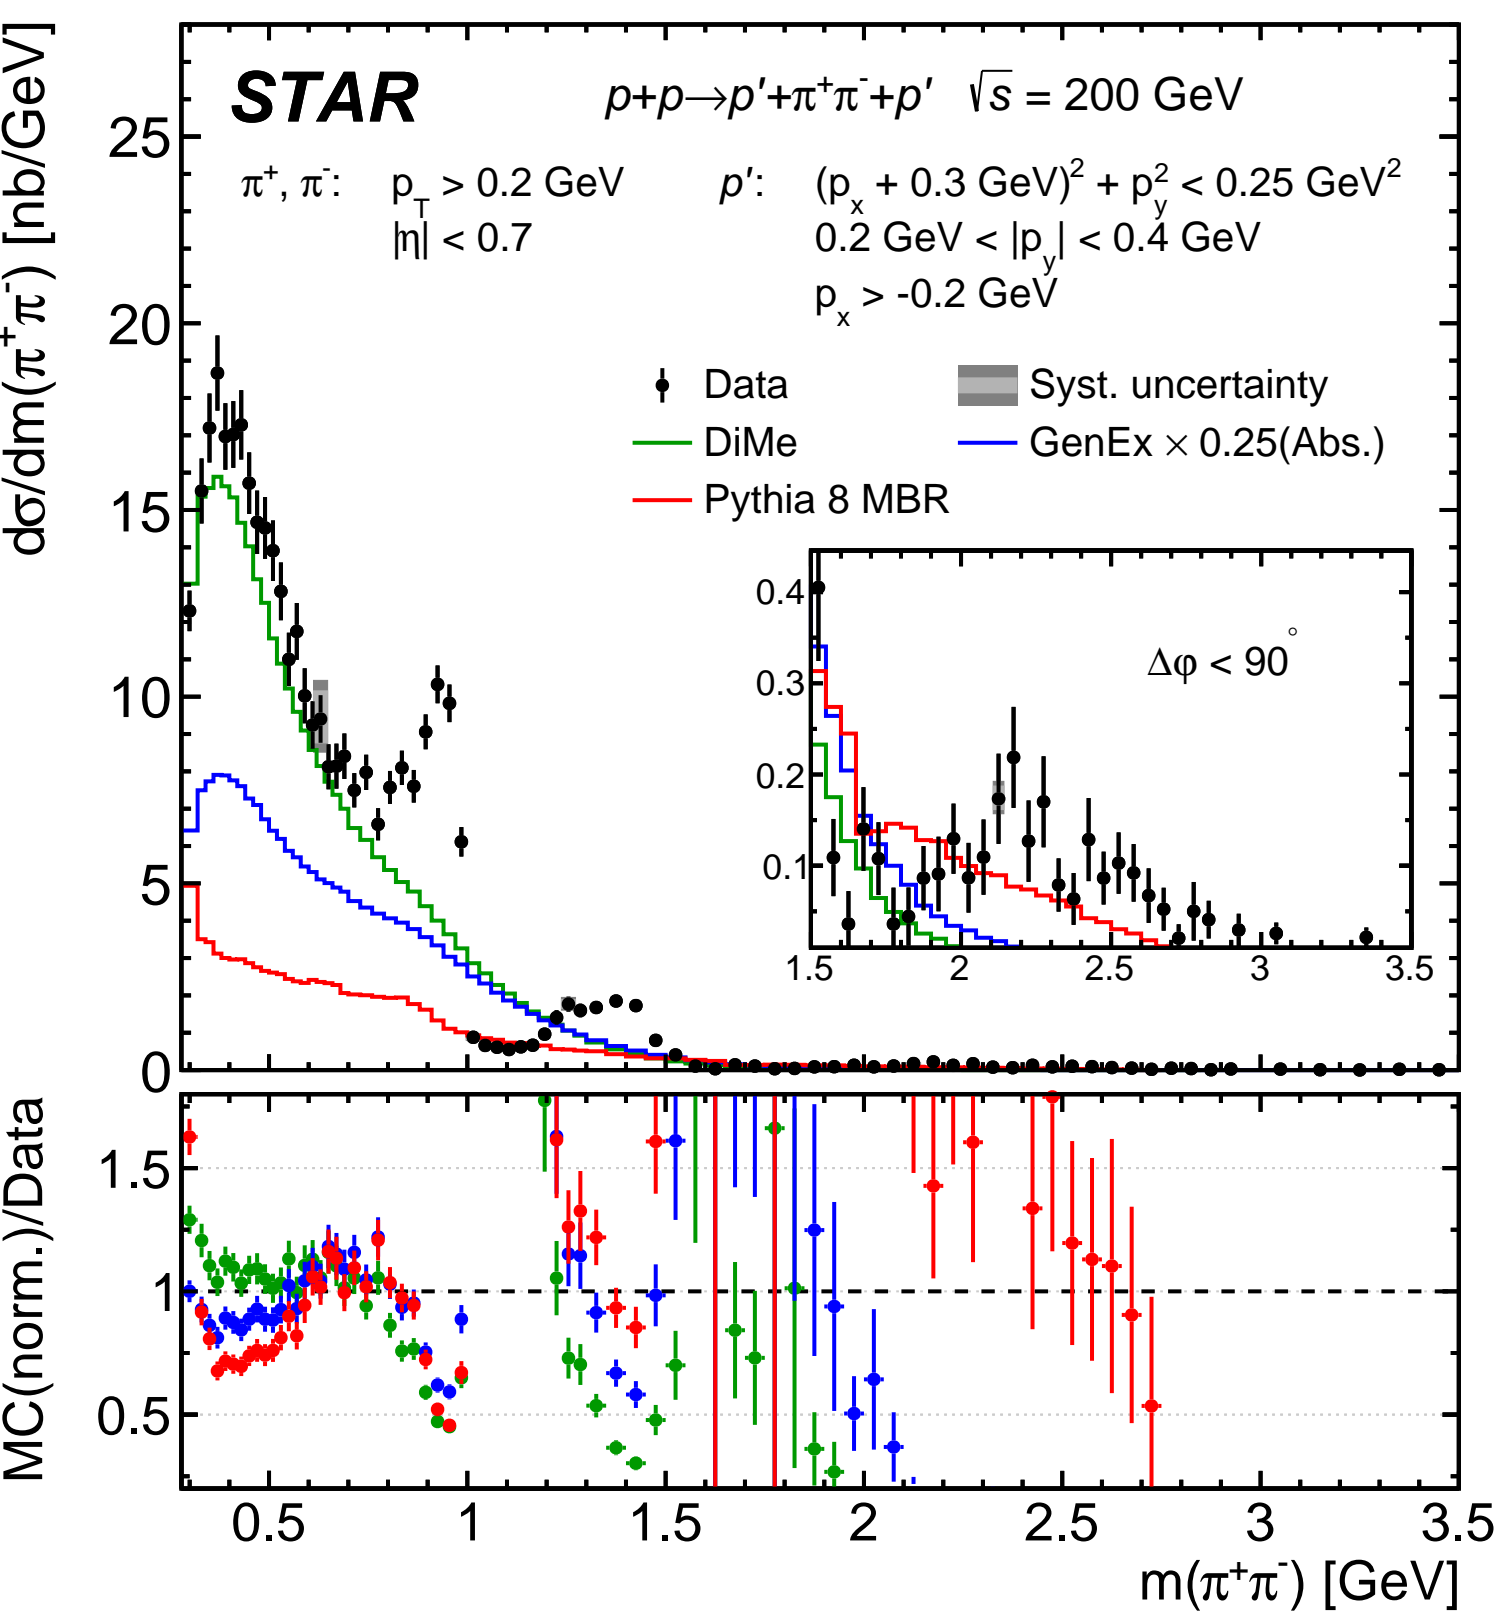 STAR
p+p→p′+π⁺π⁻+p′ √s = 200 GeV
π⁺, π⁻: p_T > 0.2 GeV p′: (p_x + 0.3 GeV)² + p_y² < 0.25 GeV²
|η| < 0.7 0.2 GeV < |p_y| < 0.4 GeV
p_x > -0.2 GeV
Data Syst. uncertainty
DiMe GenEx × 0.25(Abs.)
Pythia 8 MBR
dσ/dm(π⁺π⁻) [nb/GeV]
25
20
15
10
5
0
Δφ < 90°
0.4
0.3
0.2
0.1
1.5 2 2.5 3 3.5
MC(norm.)/Data
1.5
1
0.5
0.5 1 1.5 2 2.5 3 3.5
m(π⁺π⁻) [GeV]